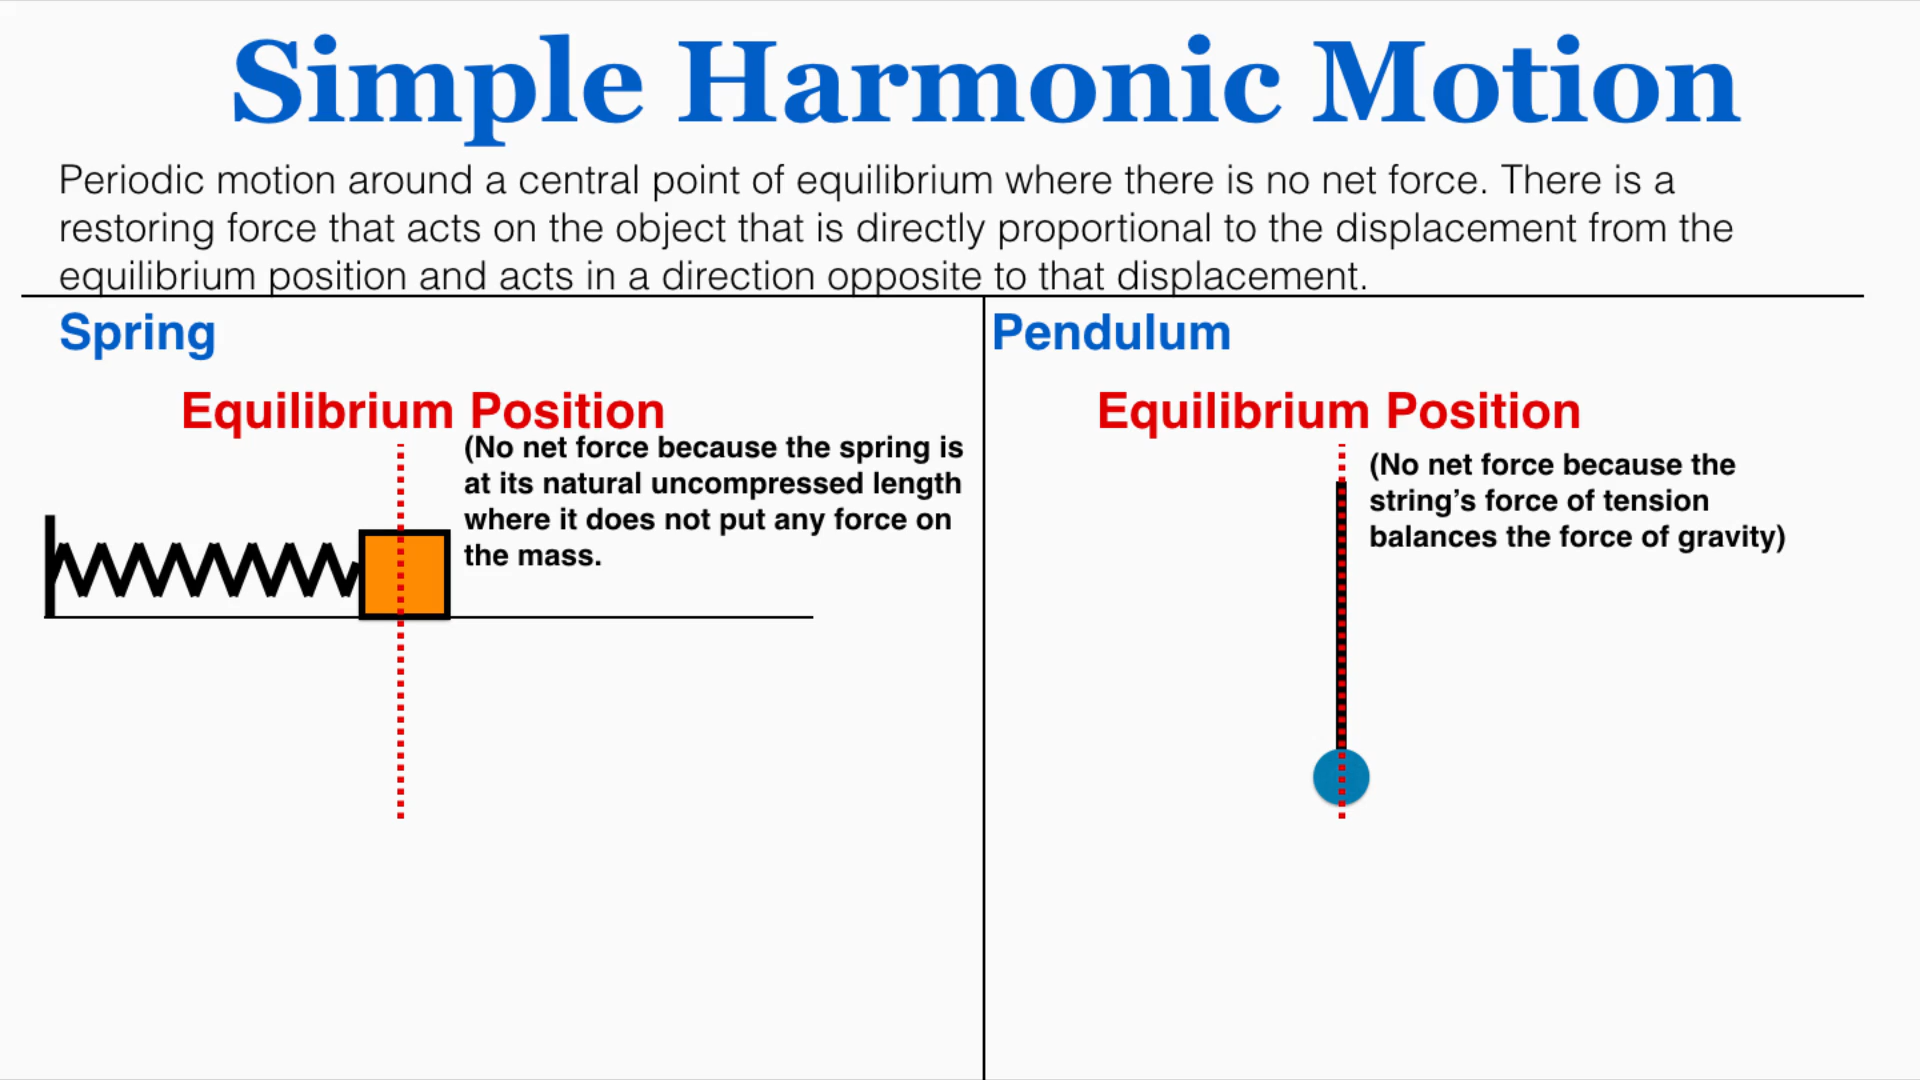 Simple Harmonic Motion
Periodic motion around a central point of equilibrium where there is no net force. There is a
restoring force that acts on the object that is directly proportional to the displacement from the
equilibrium position and acts in a direction opposite to that displacement.
Spring
Equilibrium Position
(No net force because the spring is
at its natural uncompressed length
where it does not put any force on
the mass.
Pendulum
Equilibrium Position
(No net force because the
string’s force of tension
balances the force of gravity)